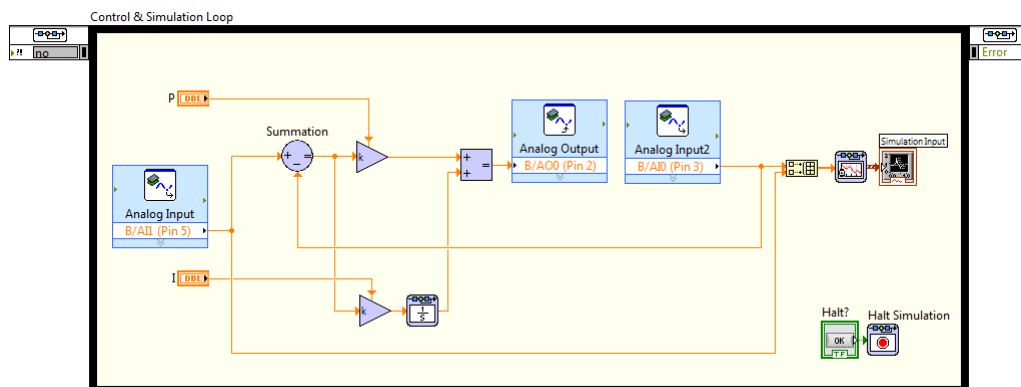 Control & Simulation Loop
?! no
Error
P DBL
Summation
+ =
−
k
+
+ =
Analog Output
B/AO0 (Pin 2)
Analog Input2
B/AI0 (Pin 3)
Simulation Input
Analog Input
B/AI1 (Pin 5)
I DBL
k
1
s
Halt?
OK
TF
Halt Simulation